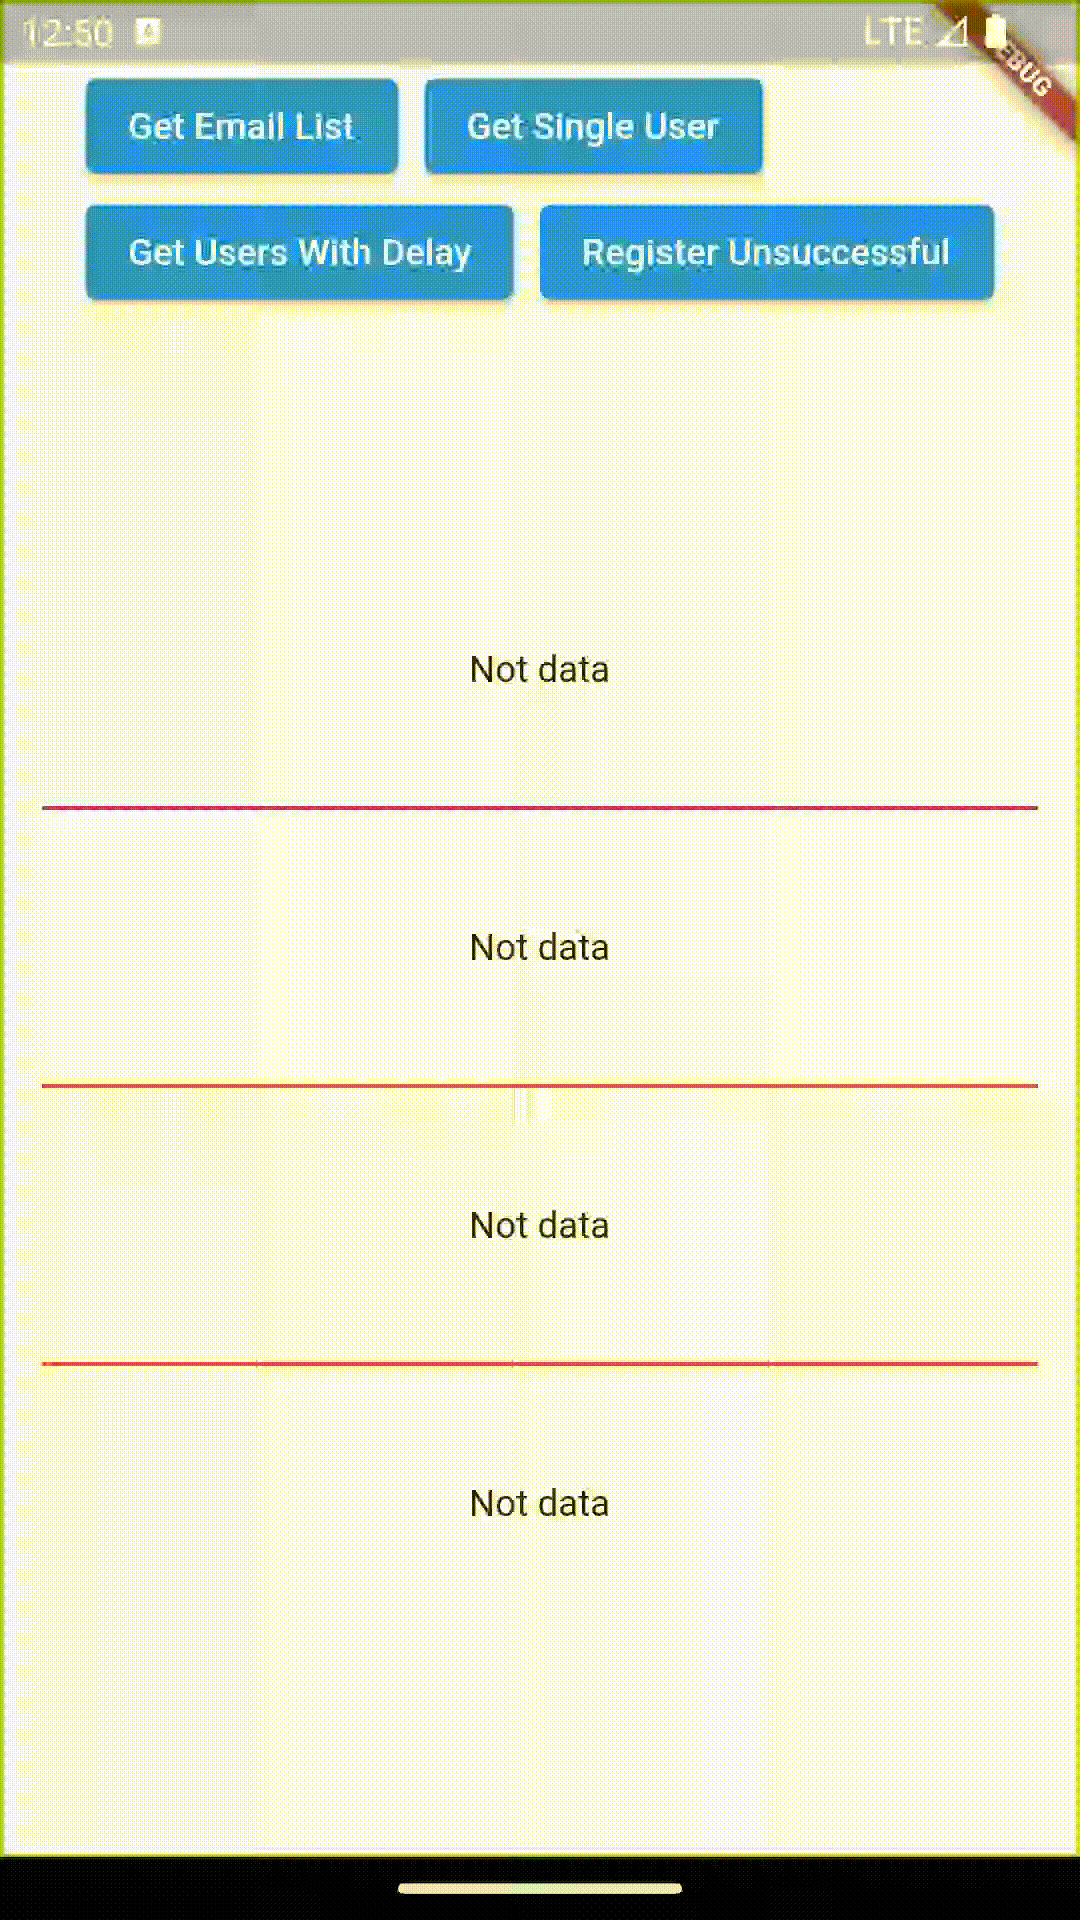 12:50 LTE
EBUG
Get Email List Get Single User
Get Users With Delay Register Unsuccessful
Not data
Not data
Not data
Not data